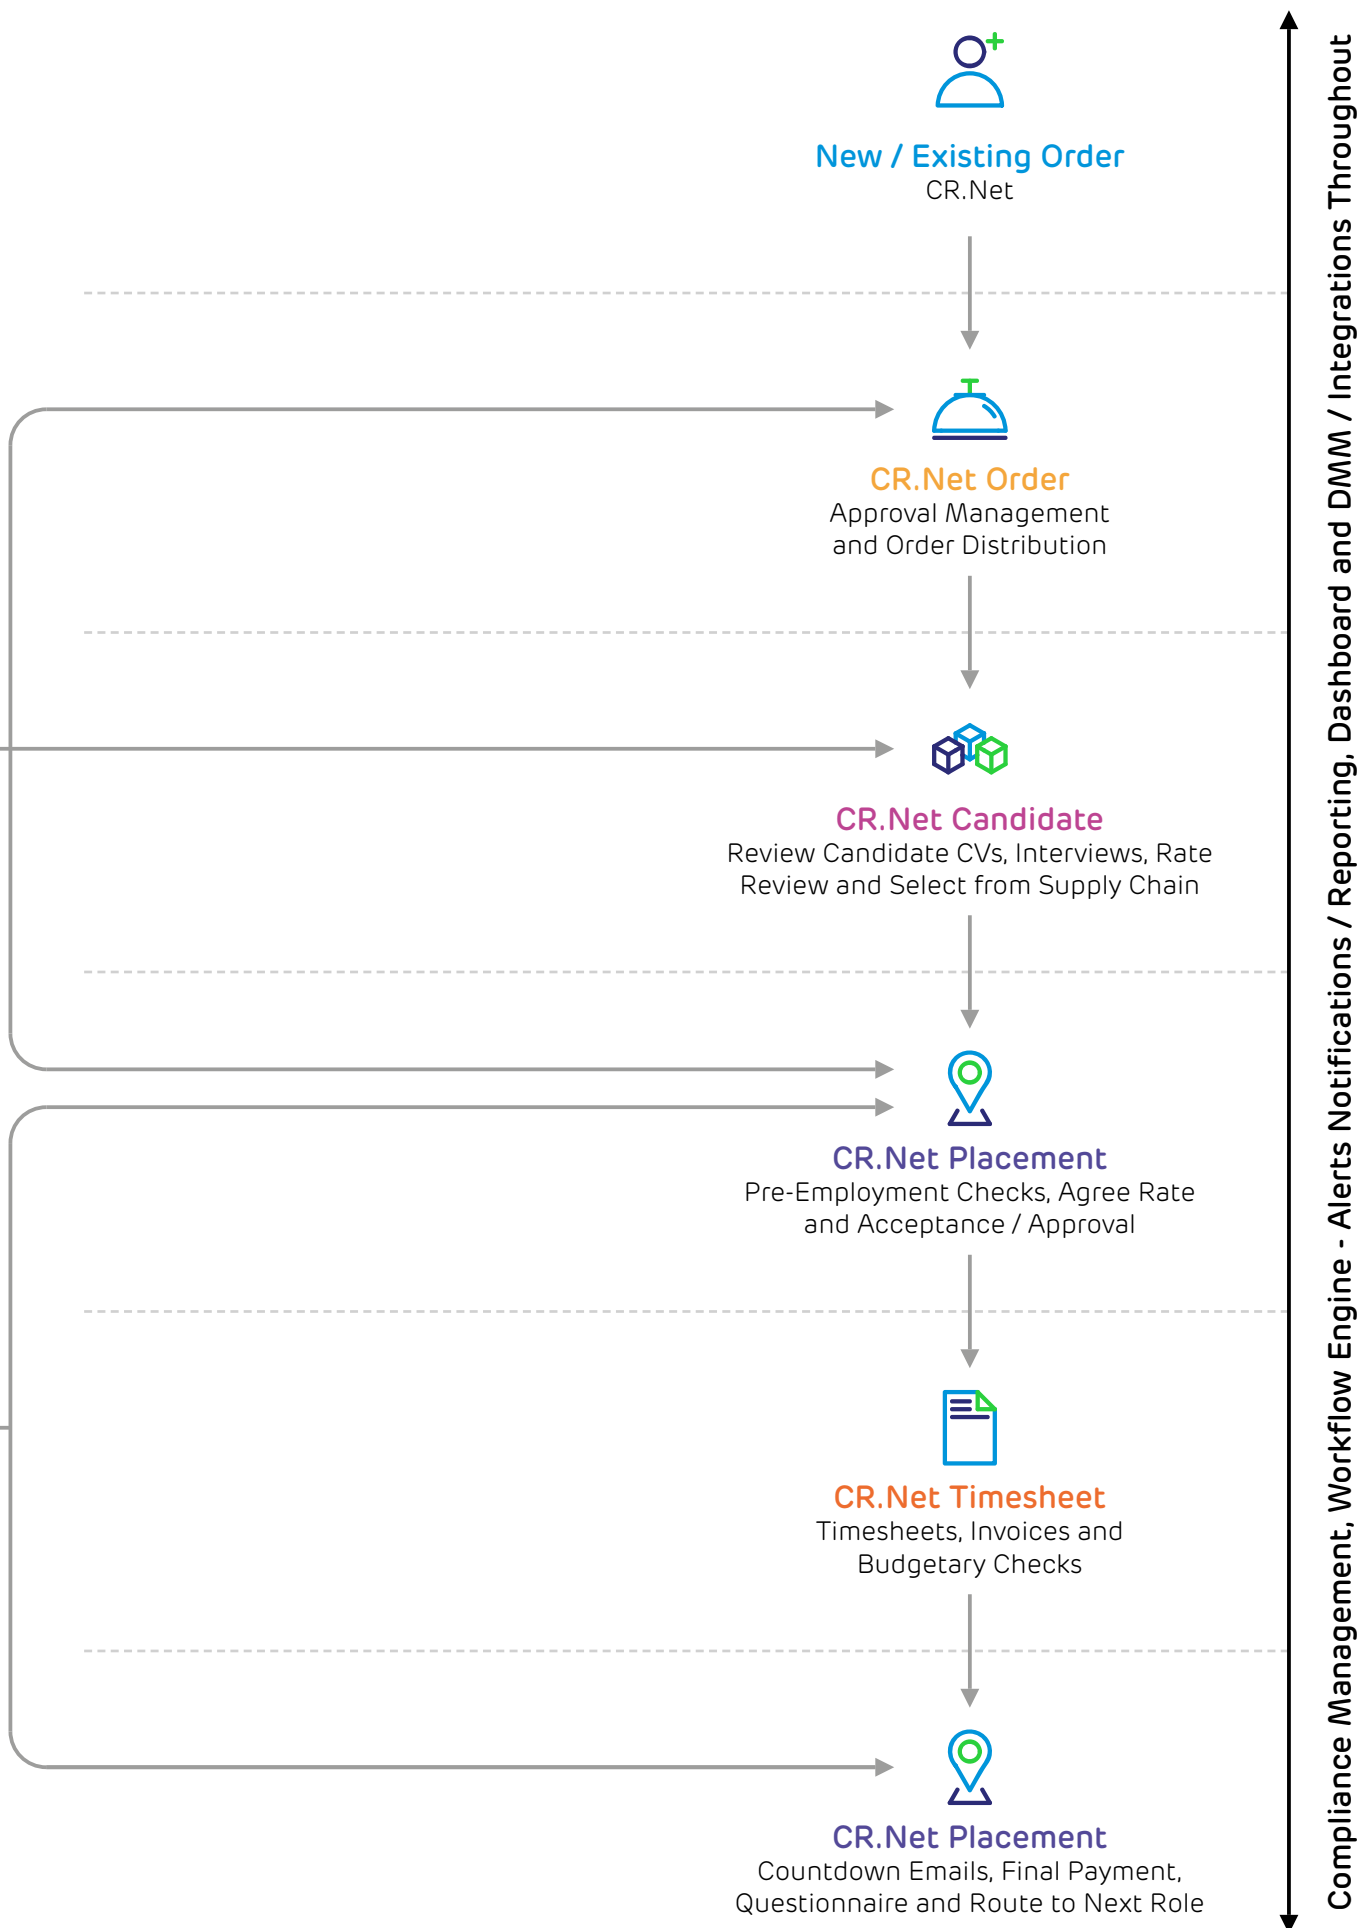 New / Existing Order
CR.Net
CR.Net Order
Approval Management
and Order Distribution
CR.Net Candidate
Review Candidate CVs, Interviews, Rate
Review and Select from Supply Chain
CR.Net Placement
Pre-Employment Checks, Agree Rate
and Acceptance / Approval
CR.Net Timesheet
Timesheets, Invoices and
Budgetary Checks
CR.Net Placement
Countdown Emails, Final Payment,
Questionnaire and Route to Next Role
Compliance Management, Workflow Engine - Alerts Notifications / Reporting, Dashboard and DMW / Integrations Throughout